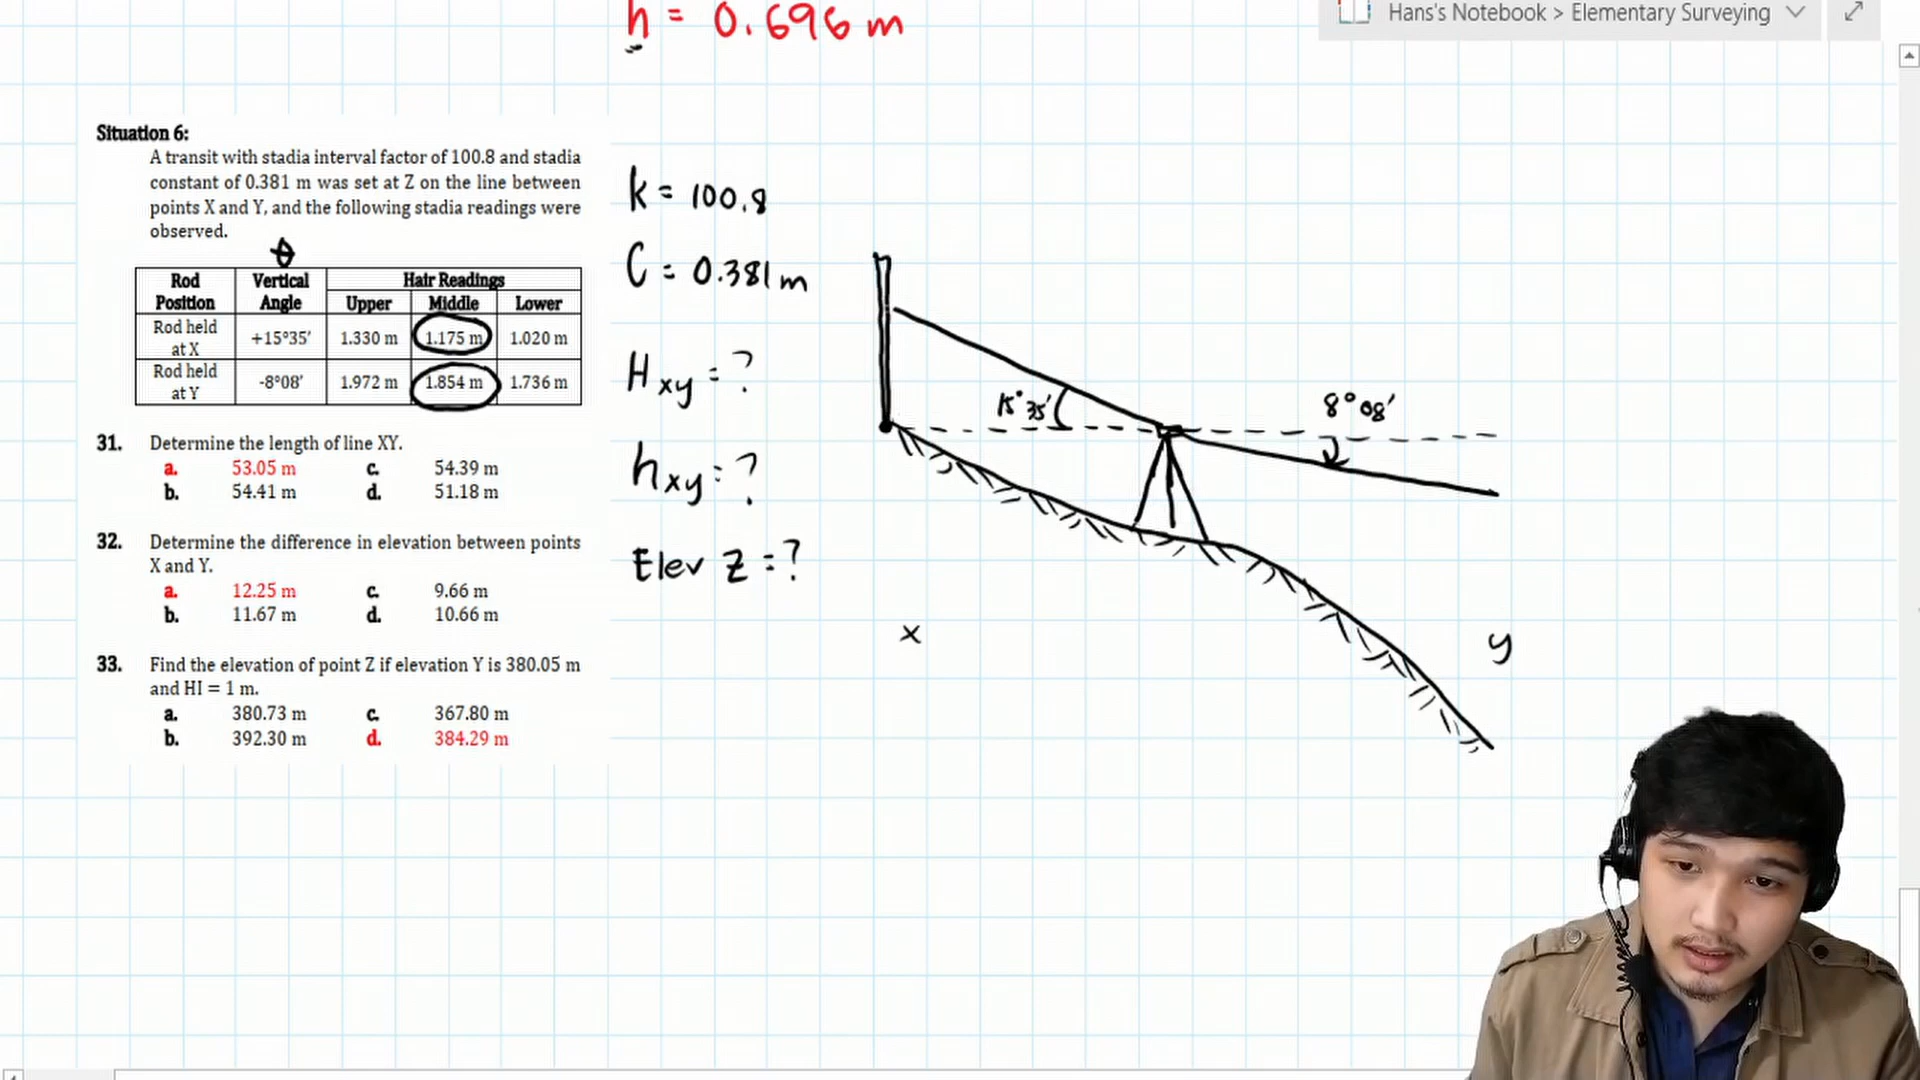 h = 0.696 m
Hans's Notebook > Elementary Surveying
Situation 6:
A transit with stadia interval factor of 100.8 and stadia
constant of 0.381 m was set at Z on the line between
points X and Y, and the following stadia readings were
observed.
θ
Rod Position Vertical Angle Hair Readings
Upper Middle Lower
Rod held at X +15°35' 1.330 m 1.175 m 1.020 m
Rod held at Y -8°08' 1.972 m 1.854 m 1.736 m
31. Determine the length of line XY.
a. 53.05 m c. 54.39 m
b. 54.41 m d. 51.18 m
32. Determine the difference in elevation between points
X and Y.
a. 12.25 m c. 9.66 m
b. 11.67 m d. 10.66 m
33. Find the elevation of point Z if elevation Y is 380.05 m
and HI = 1 m.
a. 380.73 m c. 367.80 m
b. 392.30 m d. 384.29 m
k = 100.8
C = 0.381 m
Hxy = ?
hxy = ?
Elev Z = ?
15° 35'
8° 08'
x
y